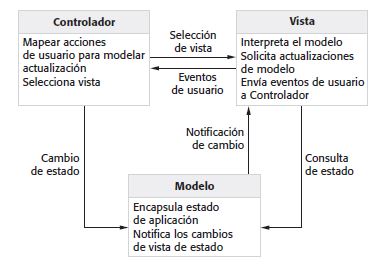 Controlador
Mapear acciones
de usuario para modelar
actualización
Selecciona vista
Selección
de vista
Eventos
de usuario
Vista
Interpreta el modelo
Solicita actualizaciones
de modelo
Envía eventos de usuario
a Controlador
Cambio
de estado
Notificación
de cambio
Consulta
de estado
Modelo
Encapsula estado
de aplicación
Notifica los cambios
de vista de estado